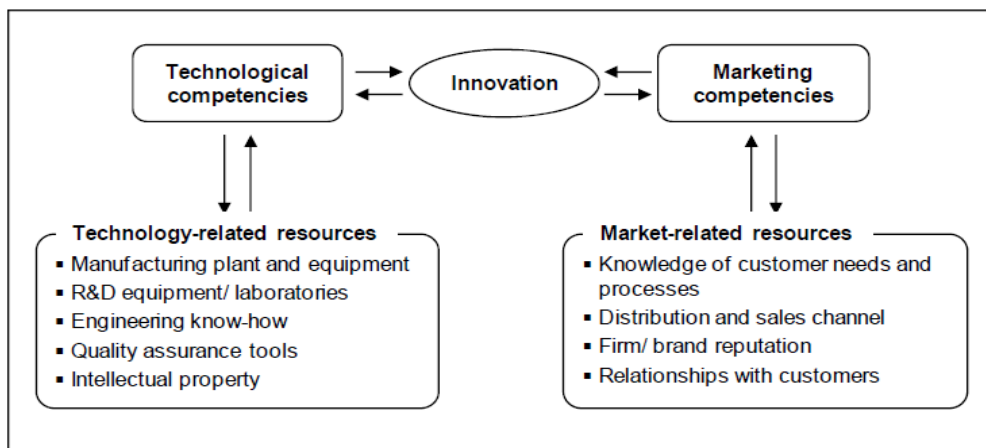 Technological
competencies
Innovation
Marketing
competencies
Technology-related resources
▪ Manufacturing plant and equipment
▪ R&D equipment/ laboratories
▪ Engineering know-how
▪ Quality assurance tools
▪ Intellectual property
Market-related resources
▪ Knowledge of customer needs and
processes
▪ Distribution and sales channel
▪ Firm/ brand reputation
▪ Relationships with customers